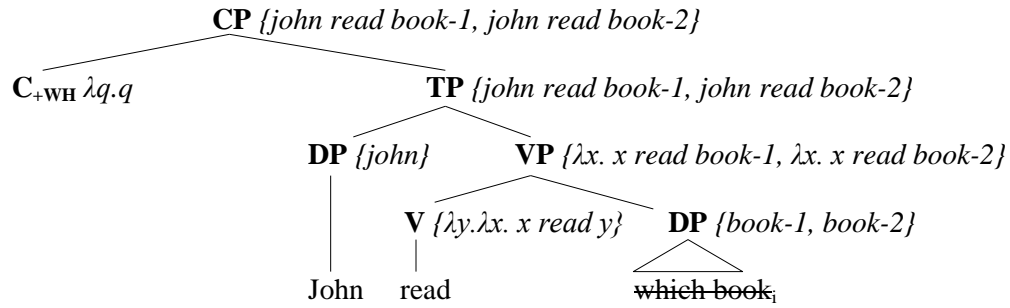 CP {john read book-1, john read book-2}
C+WH λq.q TP {john read book-1, john read book-2}
DP {john} VP {λx. x read book-1, λx. x read book-2}
V {λy.λx. x read y} DP {book-1, book-2}
John read which booki